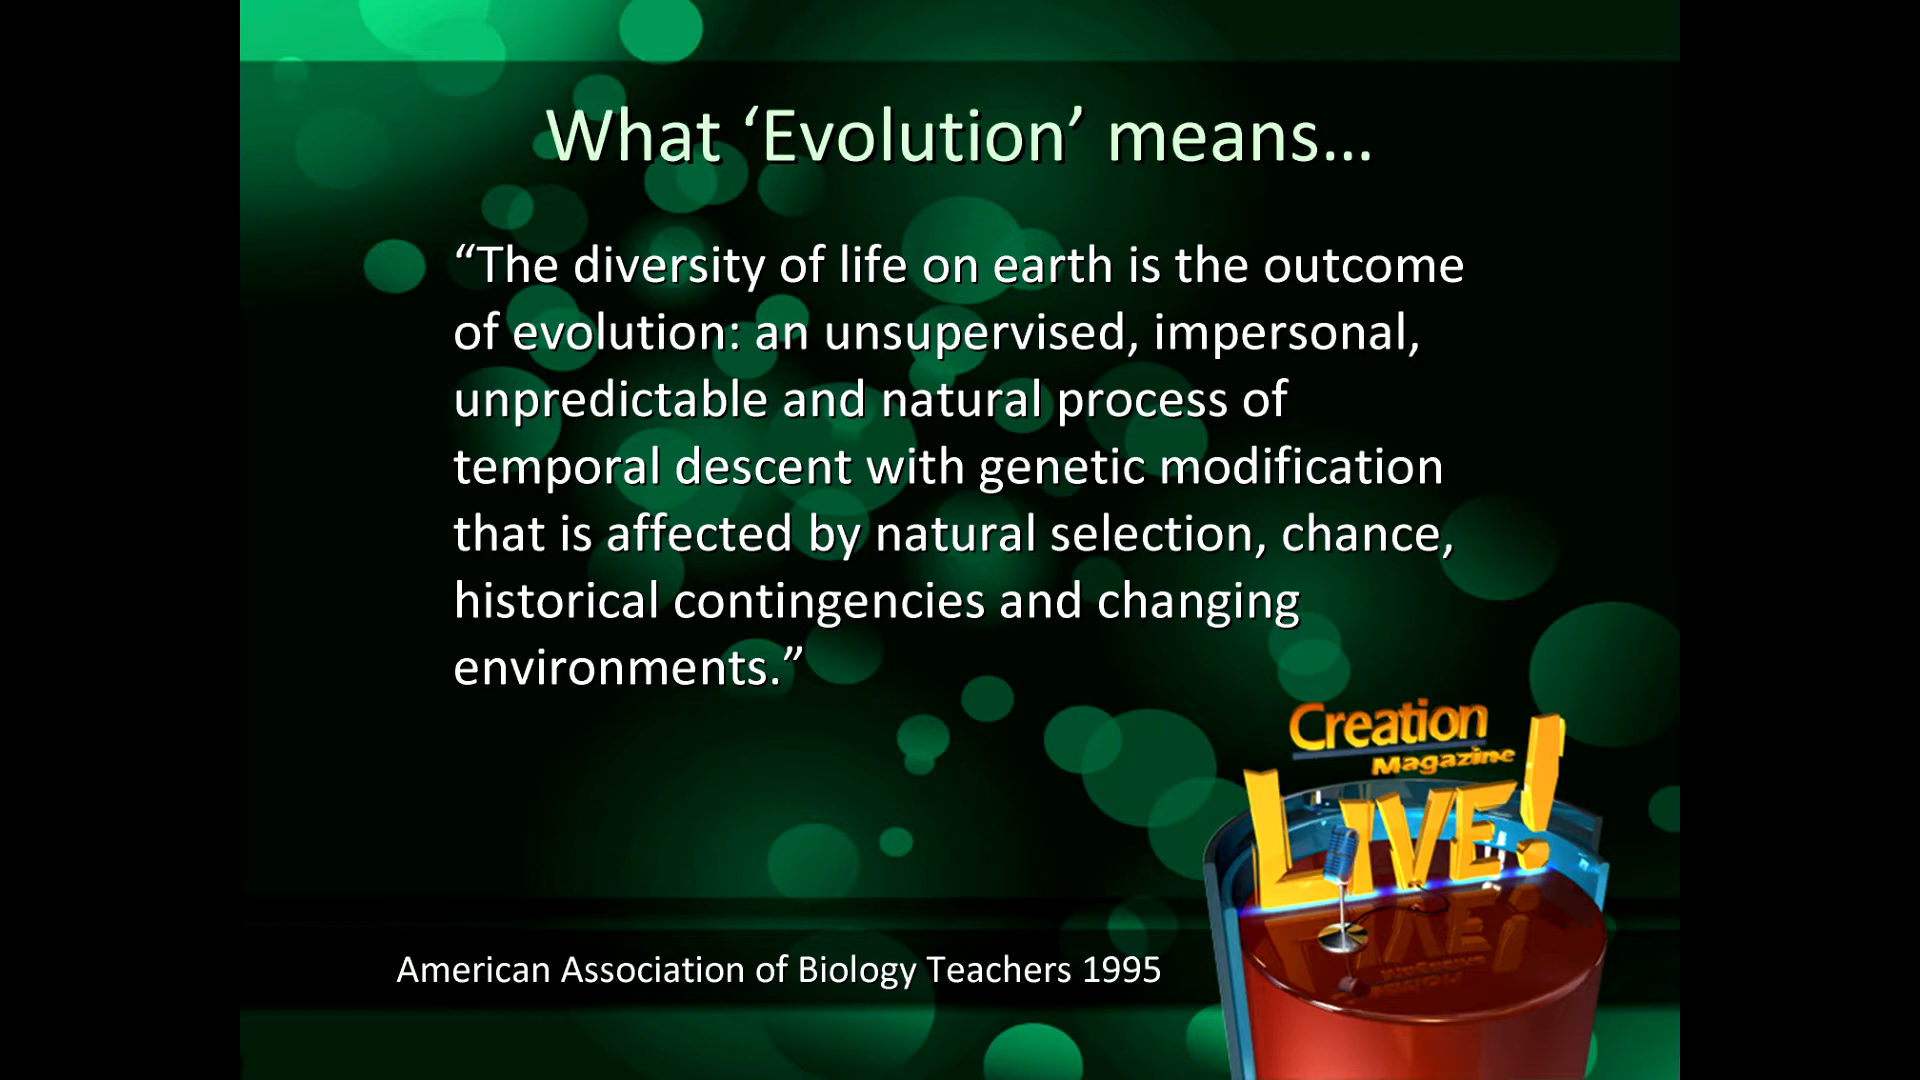 What ‘Evolution’ means…
“The diversity of life on earth is the outcome
of evolution: an unsupervised, impersonal,
unpredictable and natural process of
temporal descent with genetic modification
that is affected by natural selection, chance,
historical contingencies and changing
environments.”
Creation
Magazine
LIVE!
American Association of Biology Teachers 1995